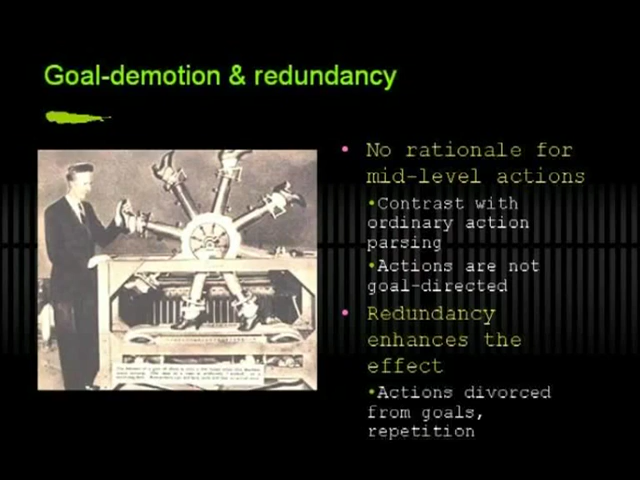 Goal-demotion & redundancy
• No rationale for
mid-level actions
•Contrast with
ordinary action
parsing
•Actions are not
goal-directed
• Redundancy
enhances the
effect
•Actions divorced
from goals,
repetition